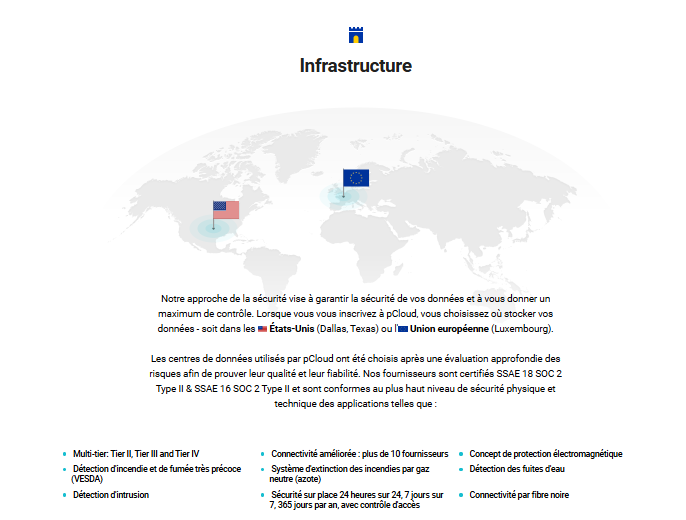 Infrastructure
Notre approche de la sécurité vise à garantir la sécurité de vos données et à vous donner un
maximum de contrôle. Lorsque vous vous inscrivez à pCloud, vous choisissez où stocker vos
données - soit dans les États-Unis (Dallas, Texas) ou l' Union européenne (Luxembourg).
Les centres de données utilisés par pCloud ont été choisis après une évaluation approfondie des
risques afin de prouver leur qualité et leur fiabilité. Nos fournisseurs sont certifiés SSAE 18 SOC 2
Type II & SSAE 16 SOC 2 Type II et sont conformes au plus haut niveau de sécurité physique et
technique des applications telles que :
Multi-tier: Tier II, Tier III and Tier IV
Détection d'incendie et de fumée très précoce
(VESDA)
Détection d'intrusion
Connectivité améliorée : plus de 10 fournisseurs
Système d'extinction des incendies par gaz
neutre (azote)
Sécurité sur place 24 heures sur 24, 7 jours sur
7, 365 jours par an, avec contrôle d'accès
Concept de protection électromagnétique
Détection des fuites d'eau
Connectivité par fibre noire